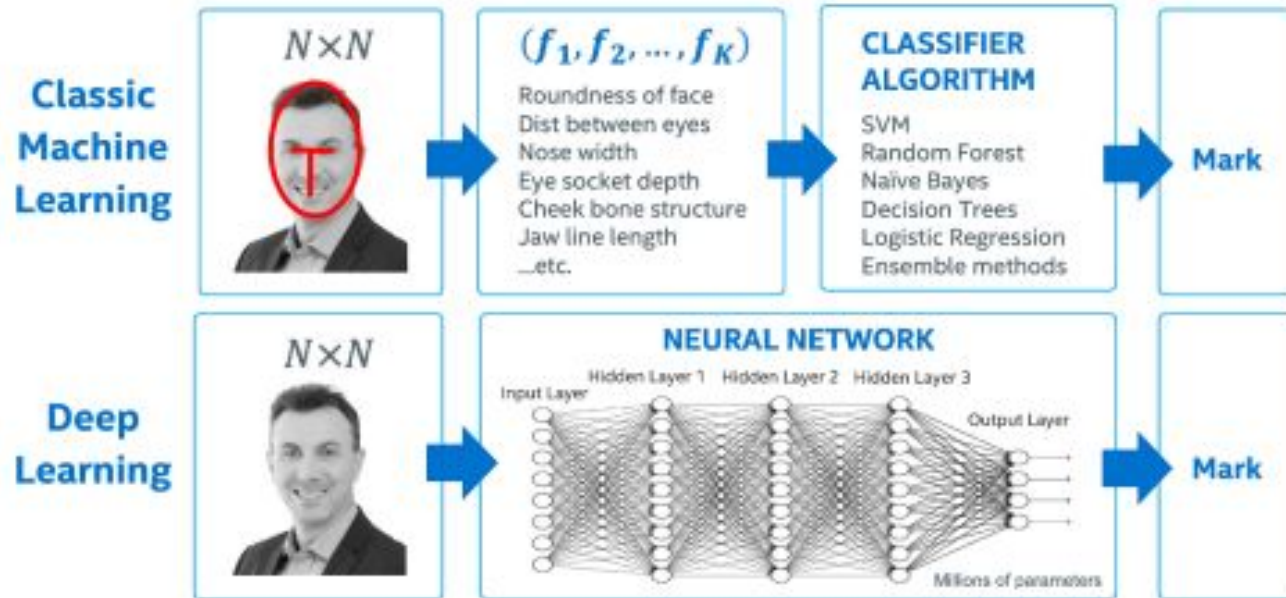 Classic
Machine
Learning
N×N
(f₁, f₂, ..., f_K)
Roundness of face
Dist between eyes
Nose width
Eye socket depth
Cheek bone structure
Jaw line length
...etc.
CLASSIFIER
ALGORITHM
SVM
Random Forest
Naïve Bayes
Decision Trees
Logistic Regression
Ensemble methods
Mark
Deep
Learning
N×N
NEURAL NETWORK
Input Layer
Hidden Layer 1
Hidden Layer 2
Hidden Layer 3
Output Layer
Millions of parameters
Mark